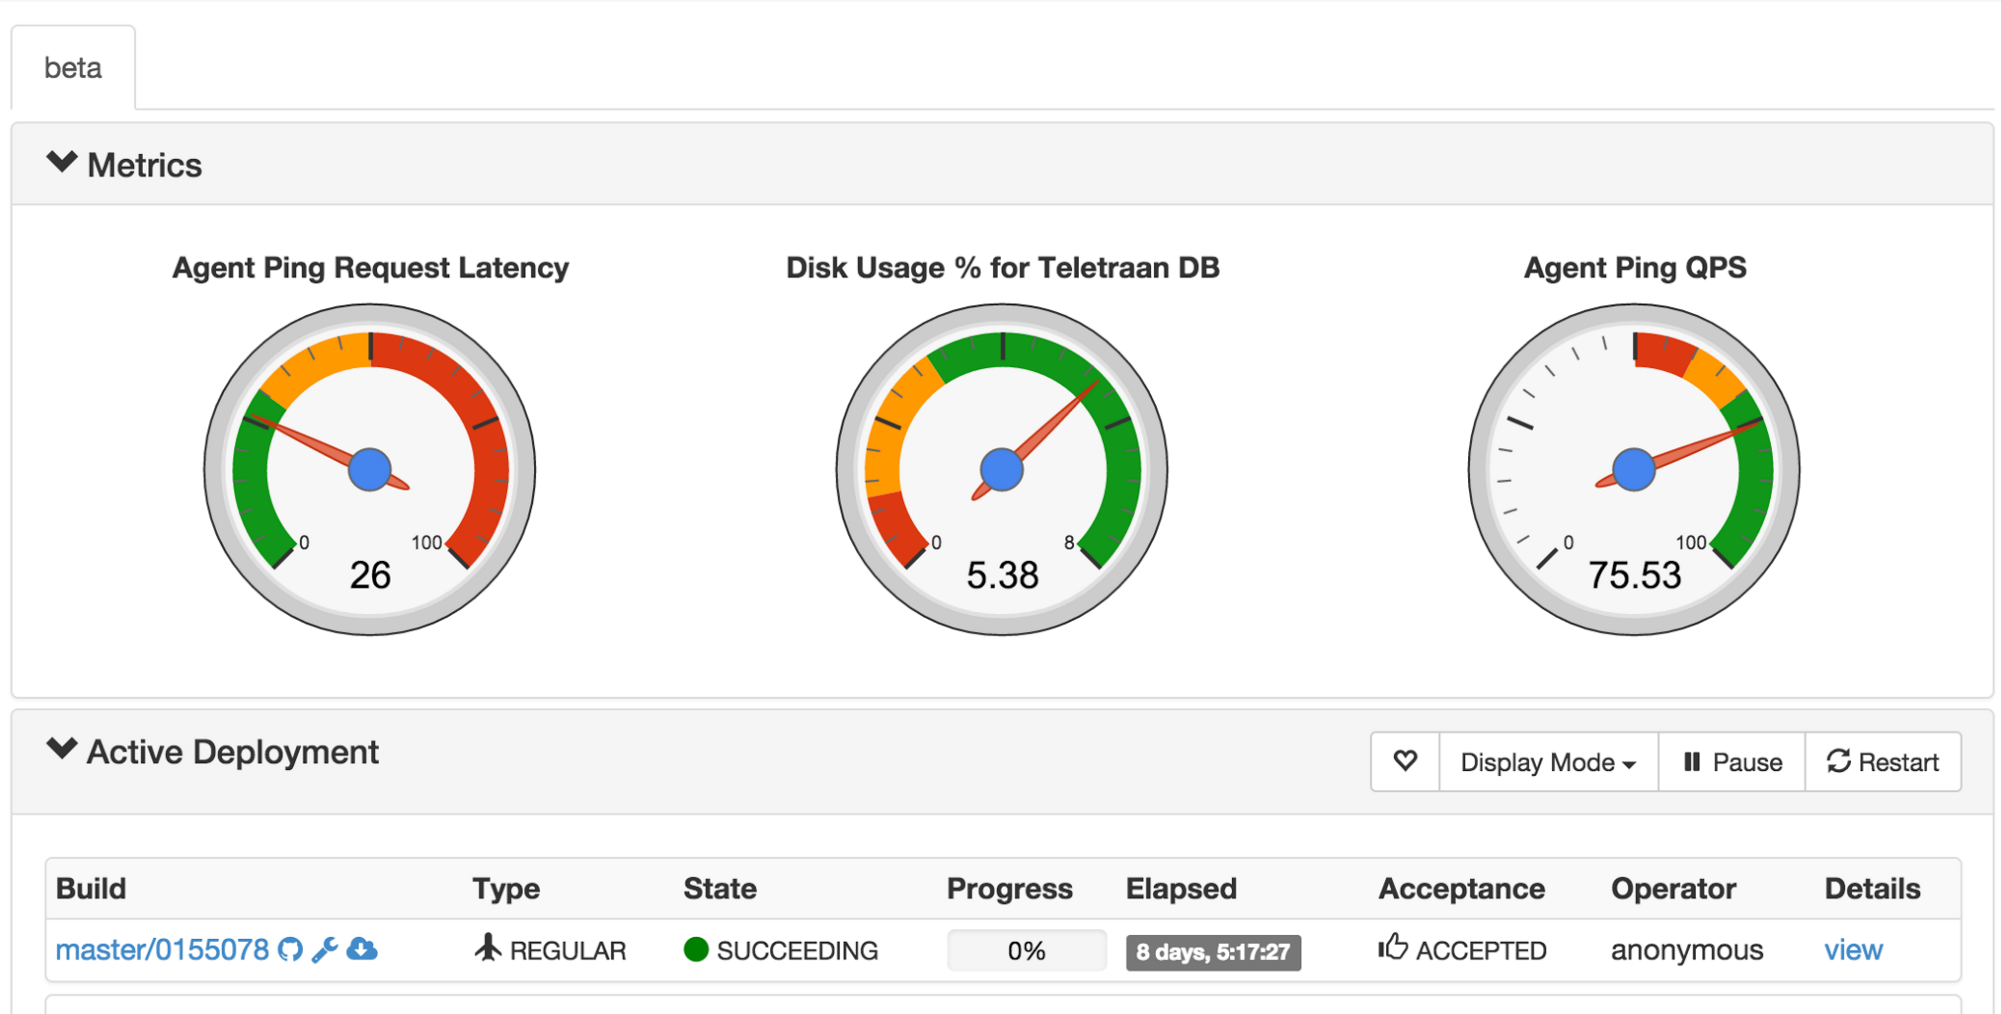 beta
Metrics
Agent Ping Request Latency
Disk Usage % for Teletraan DB
Agent Ping QPS
0 100
26
0 8
5.38
0 100
75.53
Active Deployment
Display Mode Pause Restart
Build Type State Progress Elapsed Acceptance Operator Details
master/0155078 REGULAR SUCCEEDING 0% 8 days, 5:17:27 ACCEPTED anonymous view